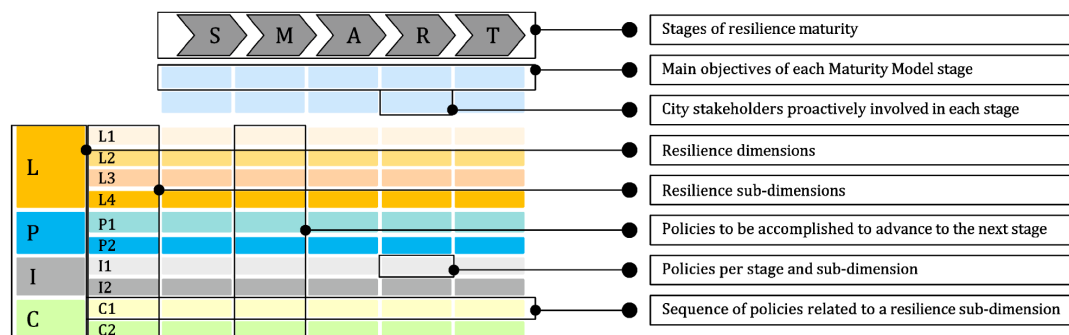 S M A R T
Stages of resilience maturity
Main objectives of each Maturity Model stage
City stakeholders proactively involved in each stage
L
L1
L2
L3
L4
Resilience dimensions
Resilience sub-dimensions
P
P1
P2
Policies to be accomplished to advance to the next stage
I
I1
I2
Policies per stage and sub-dimension
C
C1
C2
Sequence of policies related to a resilience sub-dimension